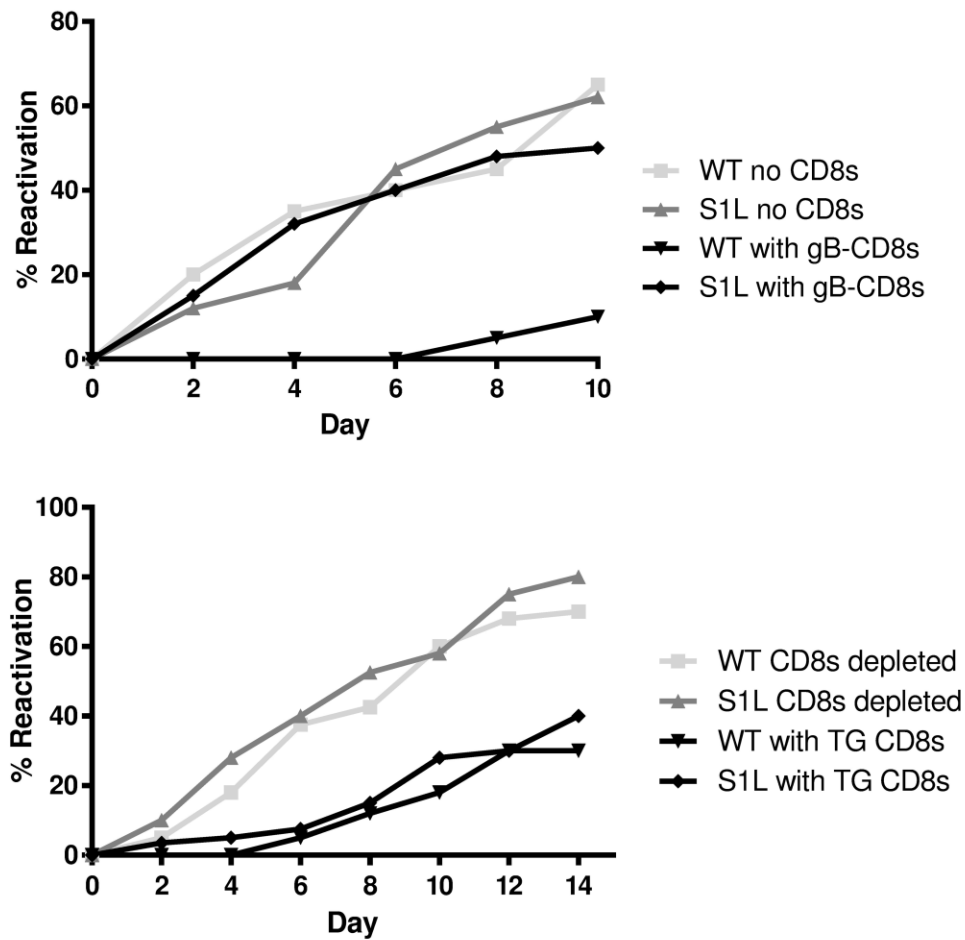 80
60
40
20
0
% Reactivation
0 2 4 6 8 10
Day
WT no CD8s
S1L no CD8s
WT with gB-CD8s
S1L with gB-CD8s
100
80
60
40
20
0
% Reactivation
0 2 4 6 8 10 12 14
Day
WT CD8s depleted
S1L CD8s depleted
WT with TG CD8s
S1L with TG CD8s